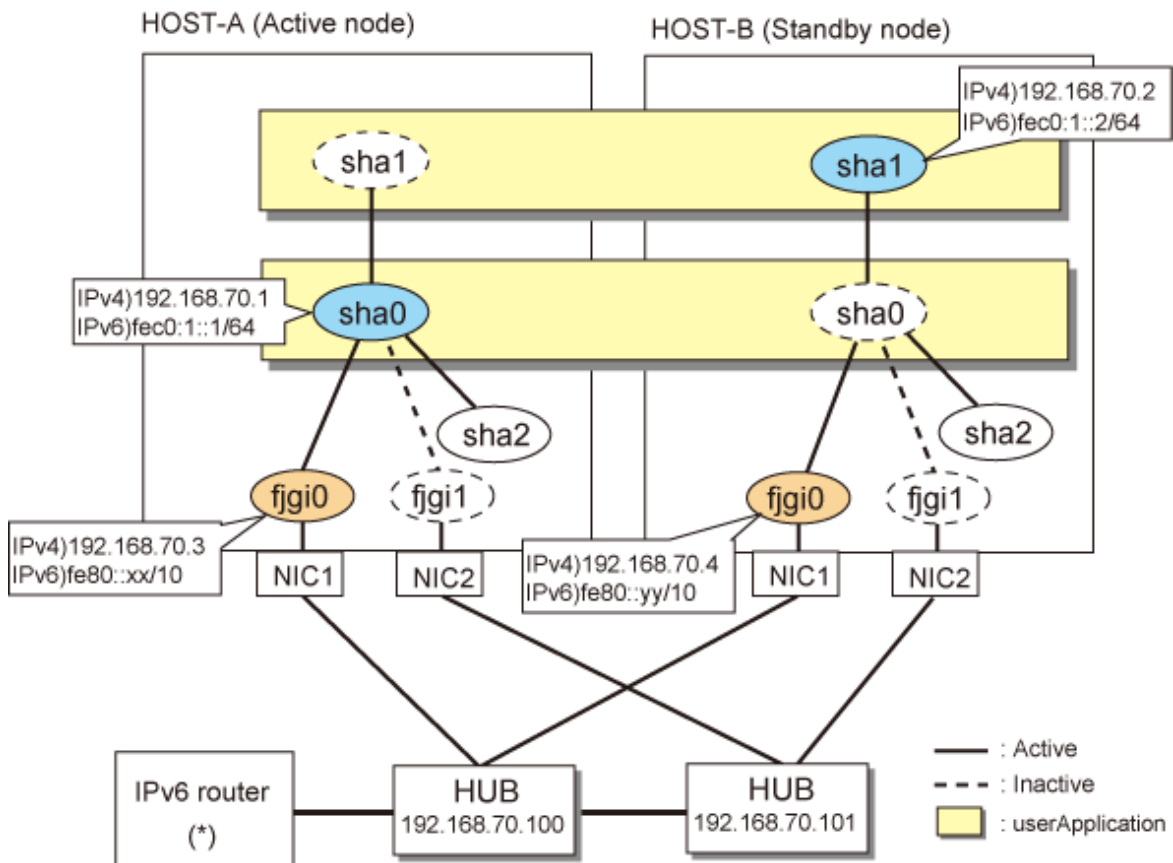 HOST-A (Active node)
HOST-B (Standby node)
IPv4)192.168.70.2
IPv6)fec0:1::2/64
sha1
sha1
IPv4)192.168.70.1
IPv6)fec0:1::1/64
sha0
sha0
sha2
sha2
fjgi0
fjgi1
fjgi0
fjgi1
IPv4)192.168.70.3
IPv6)fe80::xx/10
IPv4)192.168.70.4
IPv6)fe80::yy/10
NIC1
NIC2
NIC1
NIC2
IPv6 router
(*)
HUB
192.168.70.100
HUB
192.168.70.101
: Active
: Inactive
: userApplication